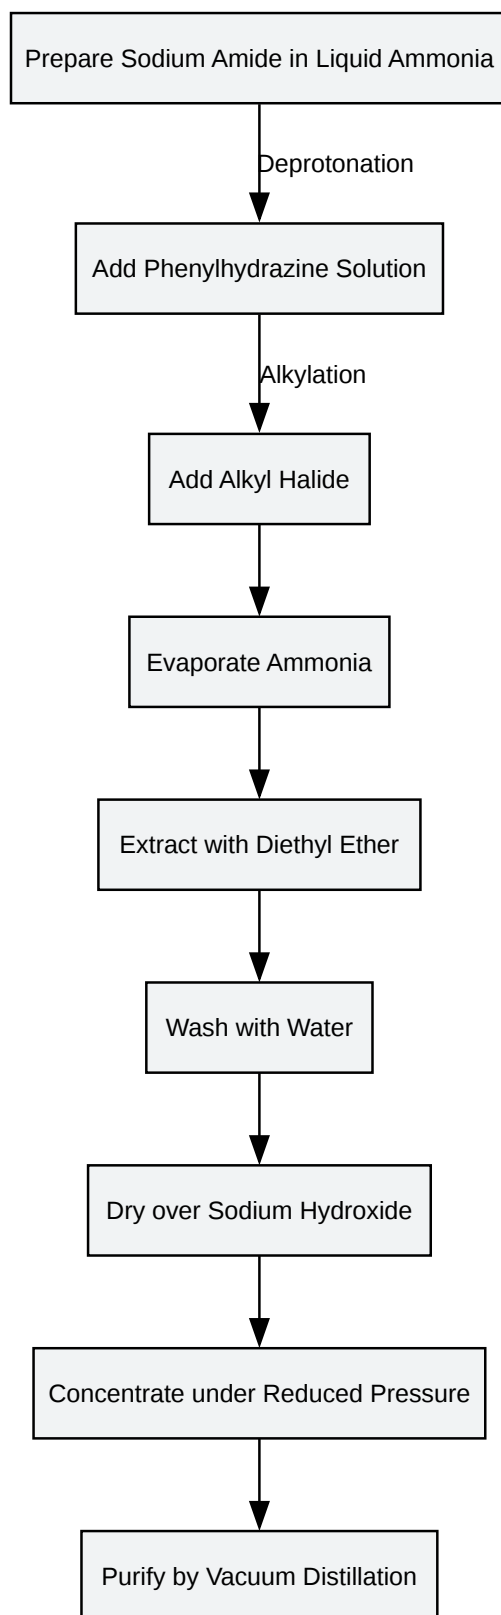 Prepare Sodium Amide in Liquid Ammonia
Deprotonation
Add Phenylhydrazine Solution
Alkylation
Add Alkyl Halide
Evaporate Ammonia
Extract with Diethyl Ether
Wash with Water
Dry over Sodium Hydroxide
Concentrate under Reduced Pressure
Purify by Vacuum Distillation